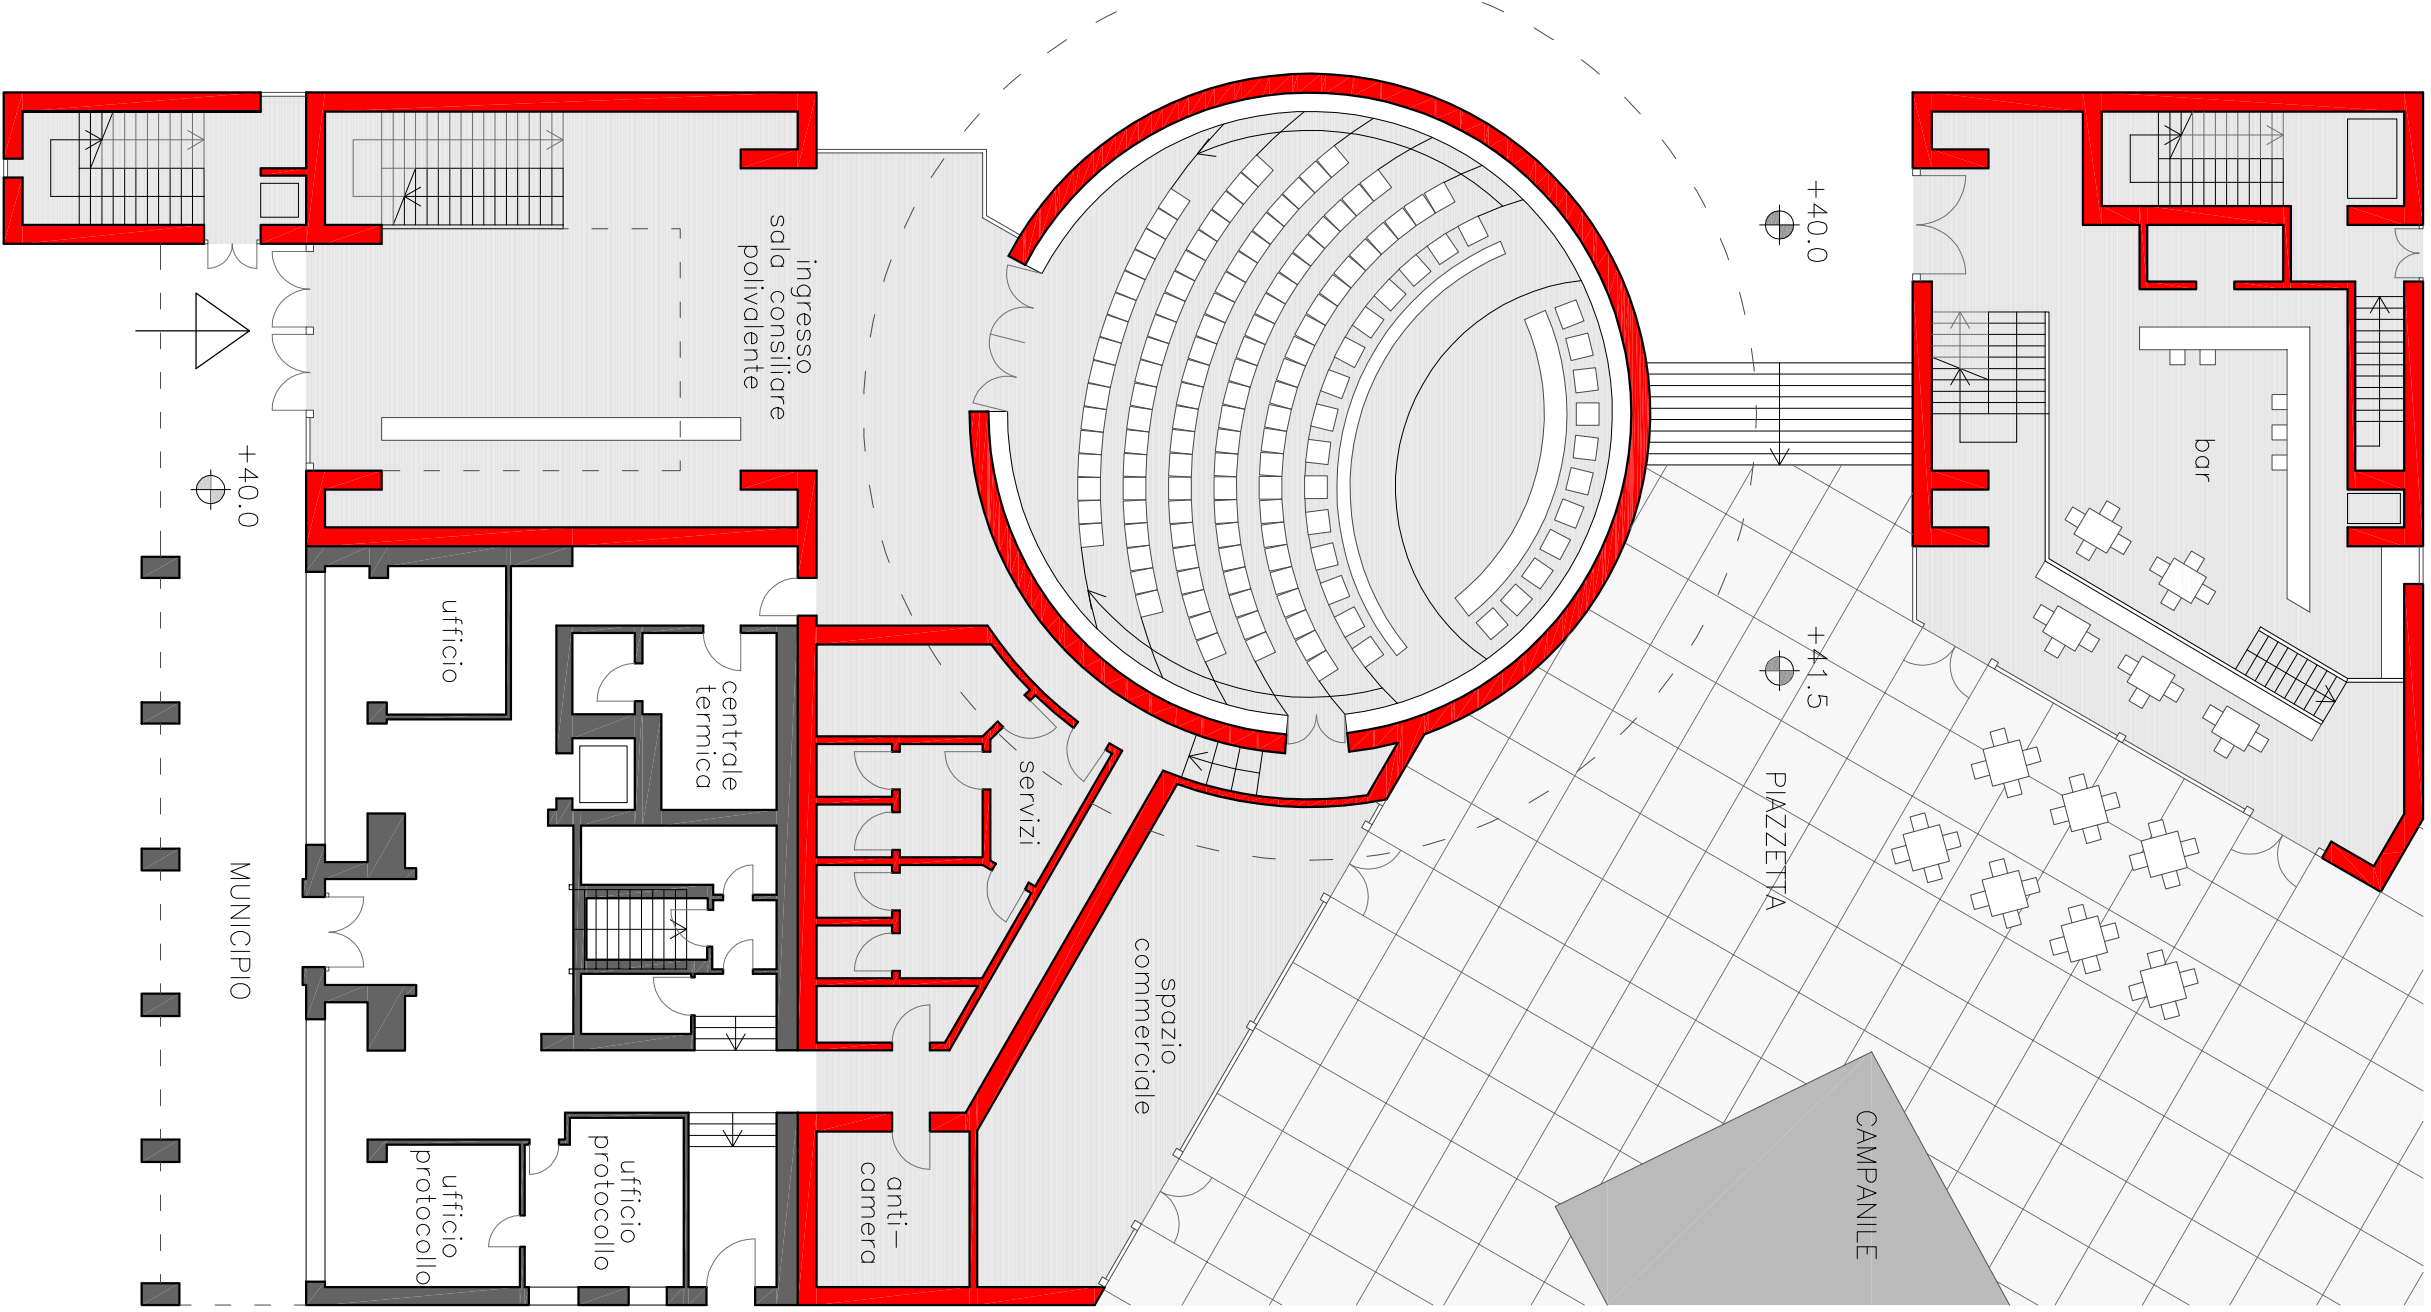 +40.0
ingresso
sala consiliare
polivalente
bar
+40.0
ufficio
centrale
termica
+41.5
servizi
PIAZZETTA
MUNICIPIO
spazio
commerciale
CAMPANILE
anti-
camera
ufficio
protocollo
ufficio
protocollo